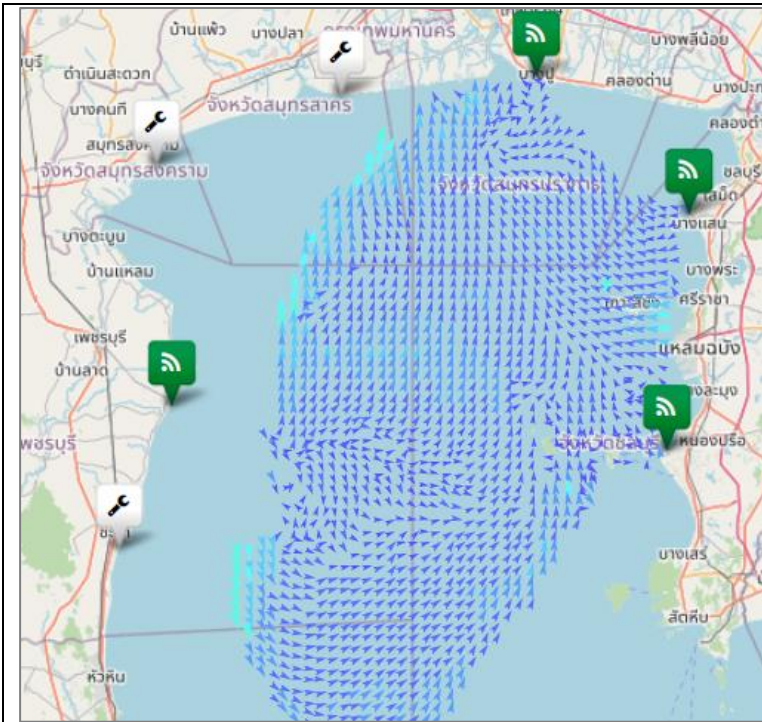 บ้านแพ้ว
บางปลา
กรุงเทพมหานคร
บางพลีน้อย
ดำเนินสะดวก
บางปู
คลองด่าน
บางคนที
จังหวัดสมุทรสาคร
จังหวัดสมุทรสงคราม
จังหวัดสมุทรปราการ
ชลบุรี
เสม็ด
บางแสน
บางตะบูน
บ้านแหลม
บางพระ
เกาะสีชัง
ศรีราชา
เพชรบุรี
แหลมฉบัง
บ้านลาด
จังหวัดชลบุรี
หนองปรือ
บางเสร่
สัตหีบ
หัวหิน